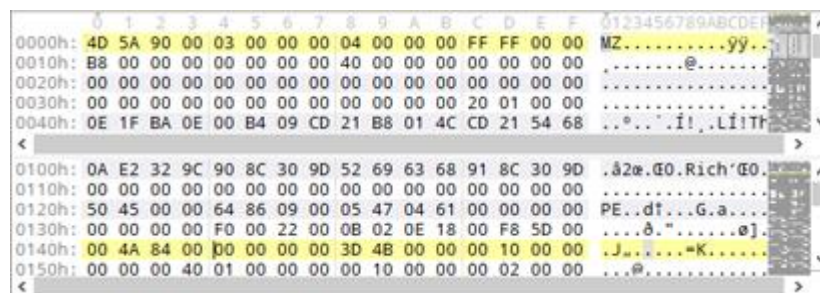 0 1 2 3 4 5 6 7 8 9 A B C D E F 0123456789ABCDEF
0000h: 4D 5A 90 00 03 00 00 00 04 00 00 00 FF FF 00 00 MZ..........ÿÿ..
0010h: B8 00 00 00 00 00 00 00 40 00 00 00 00 00 00 00 ¸.......@.......
0020h: 00 00 00 00 00 00 00 00 00 00 00 00 00 00 00 00 ................
0030h: 00 00 00 00 00 00 00 00 00 00 00 00 20 01 00 00 ............ ...
0040h: 0E 1F BA 0E 00 B4 09 CD 21 B8 01 4C CD 21 54 68 ..º..´.Í!¸.LÍ!Th
0100h: 0A E2 32 9C 90 8C 30 9D 52 69 63 68 91 8C 30 9D .â2œ.Œ0.Rich‘Œ0.
0110h: 00 00 00 00 00 00 00 00 00 00 00 00 00 00 00 00 ................
0120h: 50 45 00 00 64 86 09 00 05 47 04 61 00 00 00 00 PE..d†...G.a....
0130h: 00 00 00 00 F0 00 22 00 0B 02 0E 18 00 F8 5D 00 ....ð."......ø].
0140h: 00 4A 84 00 00 00 00 00 3D 4B 00 00 00 10 00 00 .J„.....=K......
0150h: 00 00 00 40 01 00 00 00 00 10 00 00 00 02 00 00 ...@............